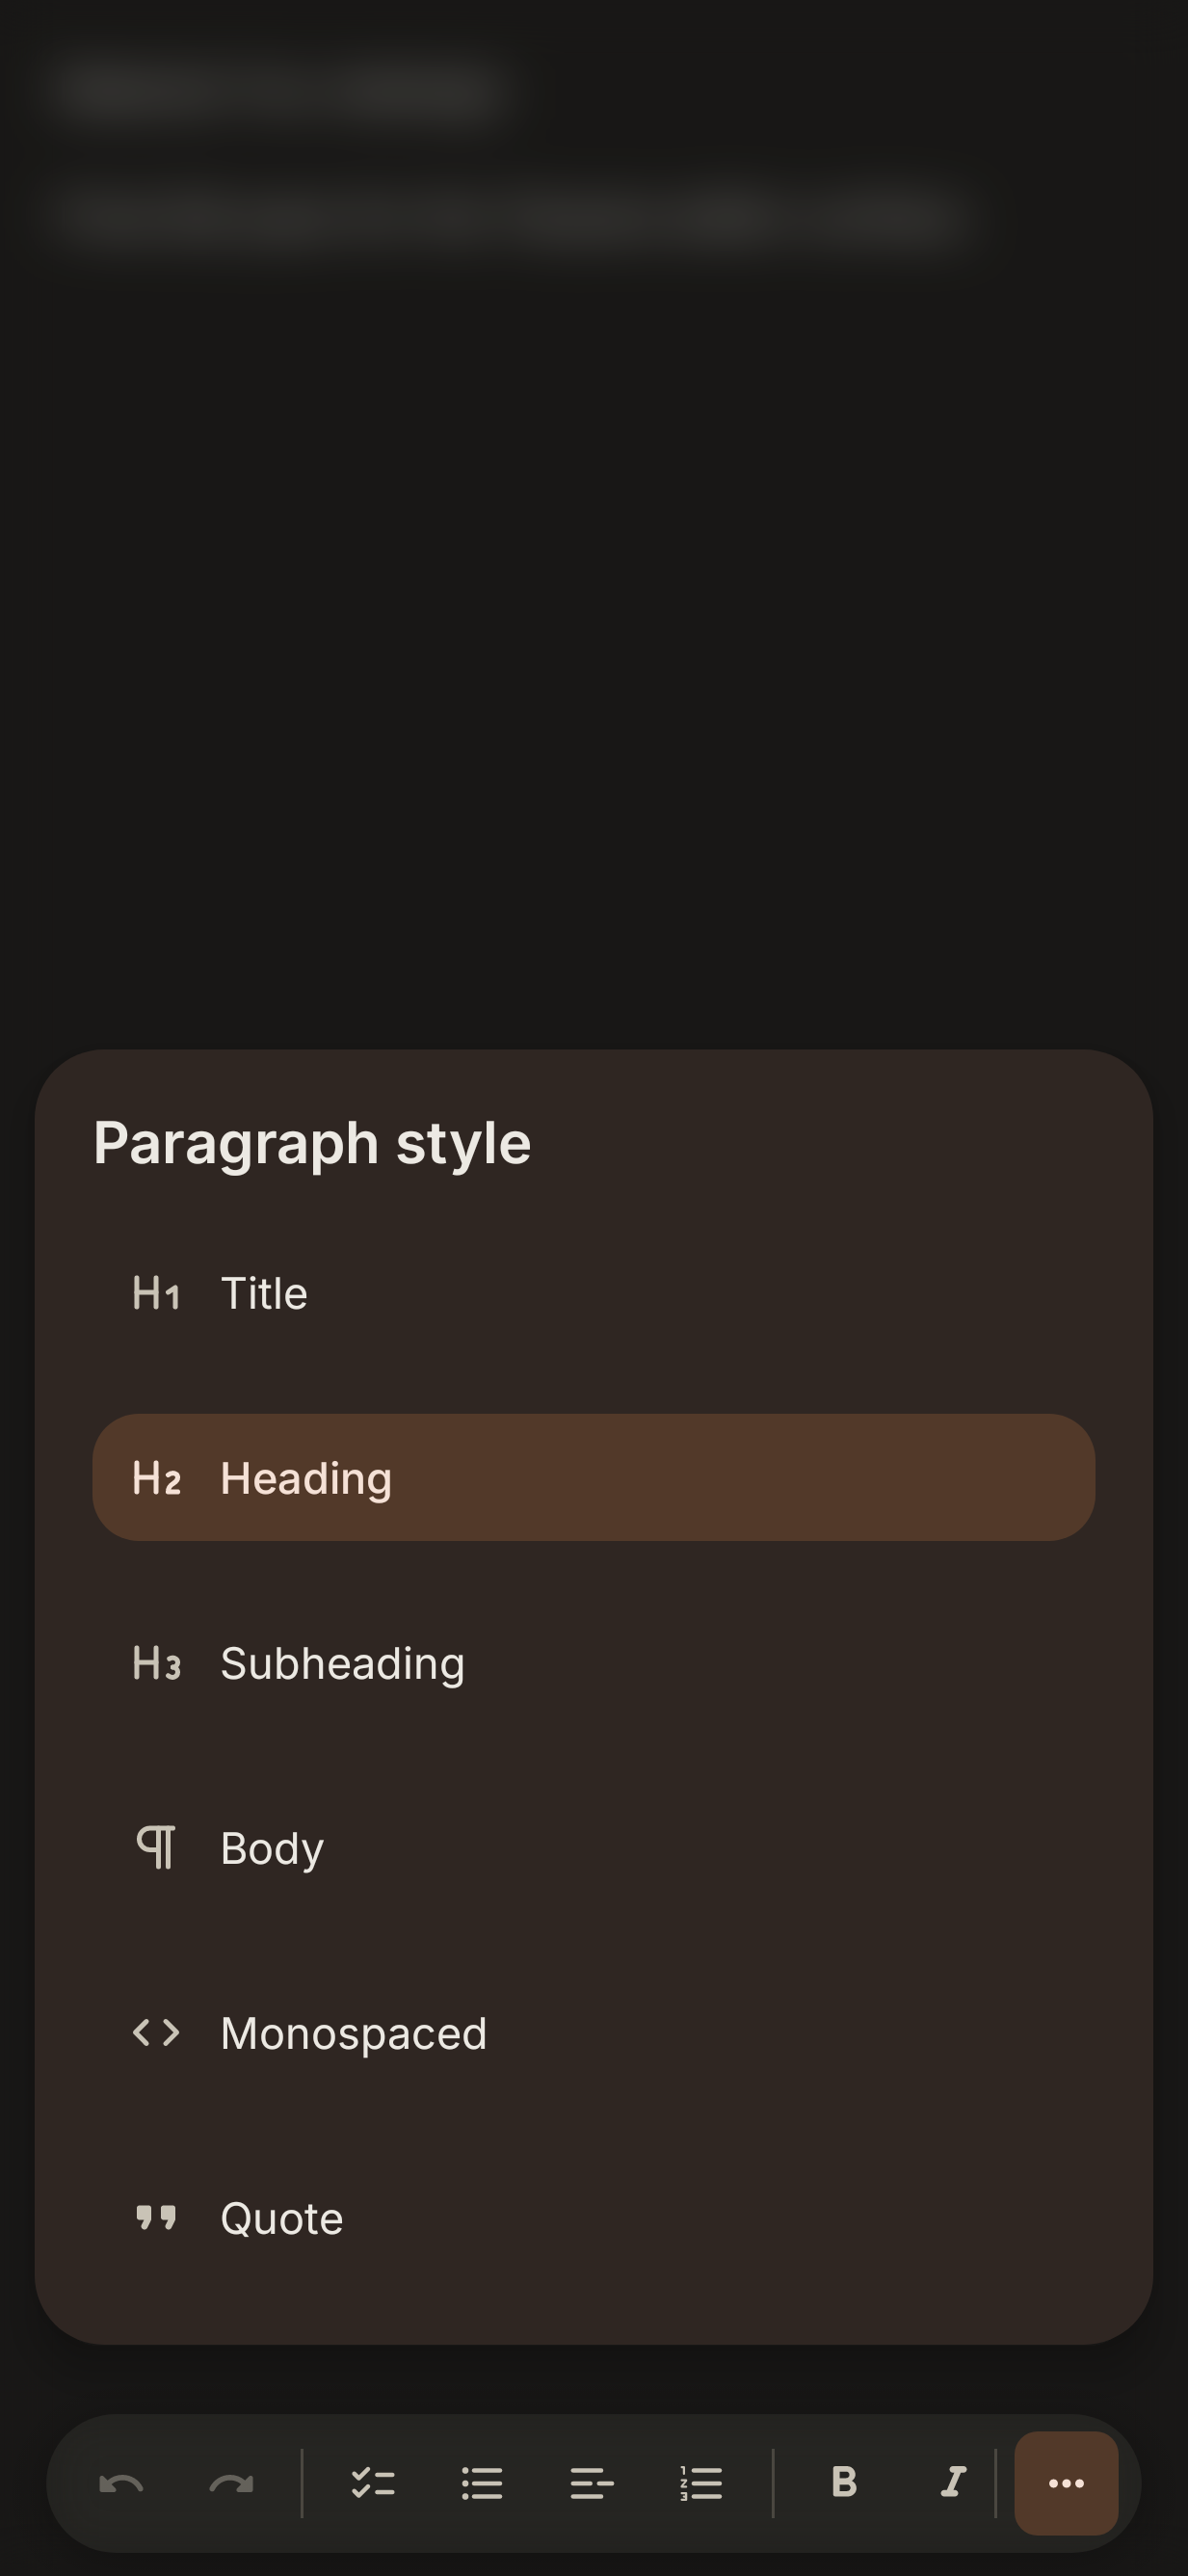 Paragraph style
H1 Title
H2 Heading
H3 Subheading
¶ Body
<> Monospaced
Quote
B I